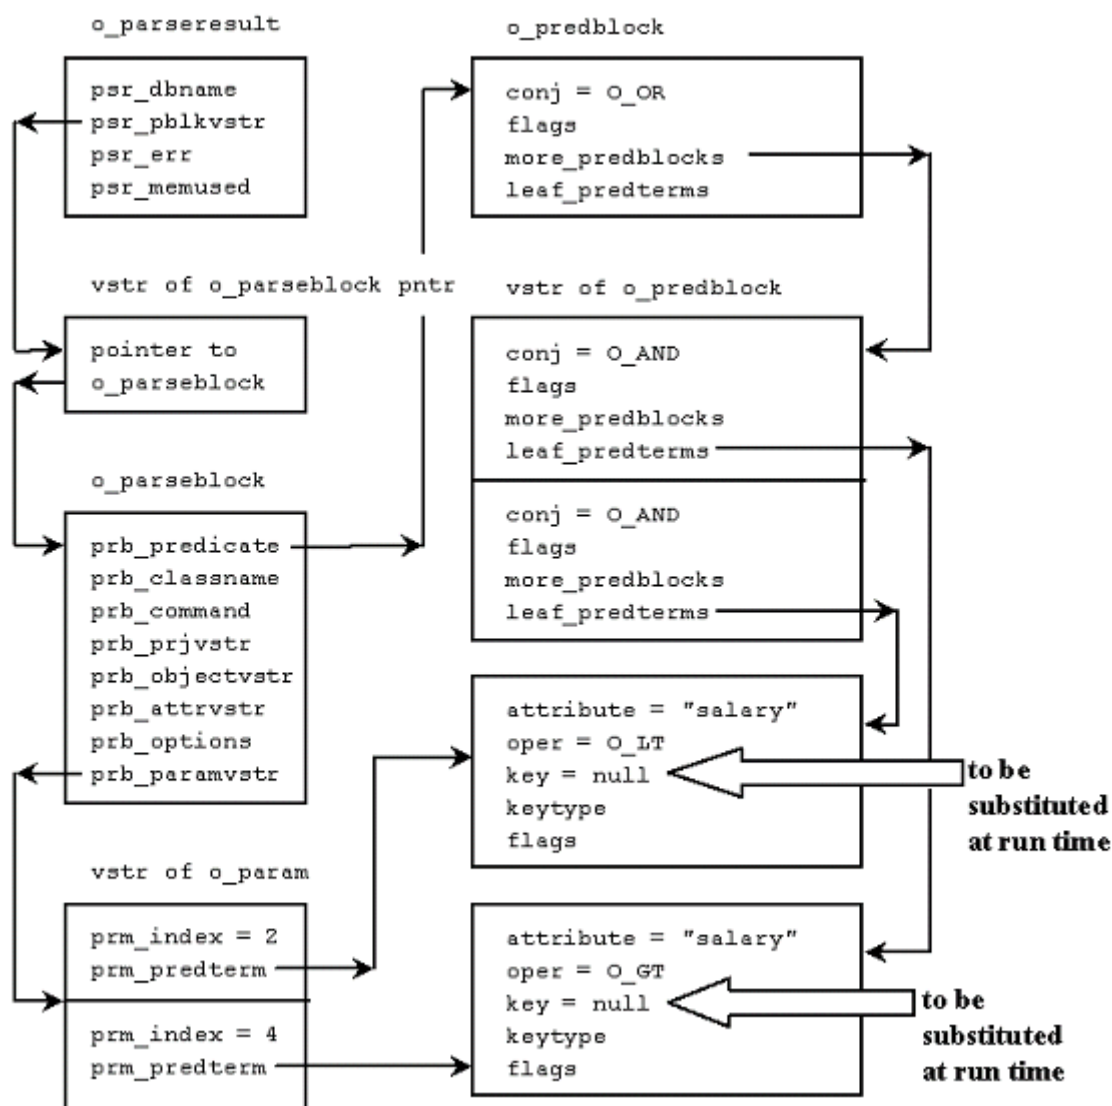 o_parseresult
psr_dbname
psr_pblkvstr
psr_err
psr_memused
vstr of o_parseblock pntr
pointer to
o_parseblock
o_parseblock
prb_predicate
prb_classname
prb_command
prb_prjvstr
prb_objectvstr
prb_attrvstr
prb_options
prb_paramvstr
vstr of o_param
prm_index = 2
prm_predterm
prm_index = 4
prm_predterm
o_predblock
conj = O_OR
flags
more_predblocks
leaf_predterms
vstr of o_predblock
conj = O_AND
flags
more_predblocks
leaf_predterms
conj = O_AND
flags
more_predblocks
leaf_predterms
attribute = "salary"
oper = O_LT
key = null
keytype
flags
to be
substituted
at run time
attribute = "salary"
oper = O_GT
key = null
keytype
flags
to be
substituted
at run time